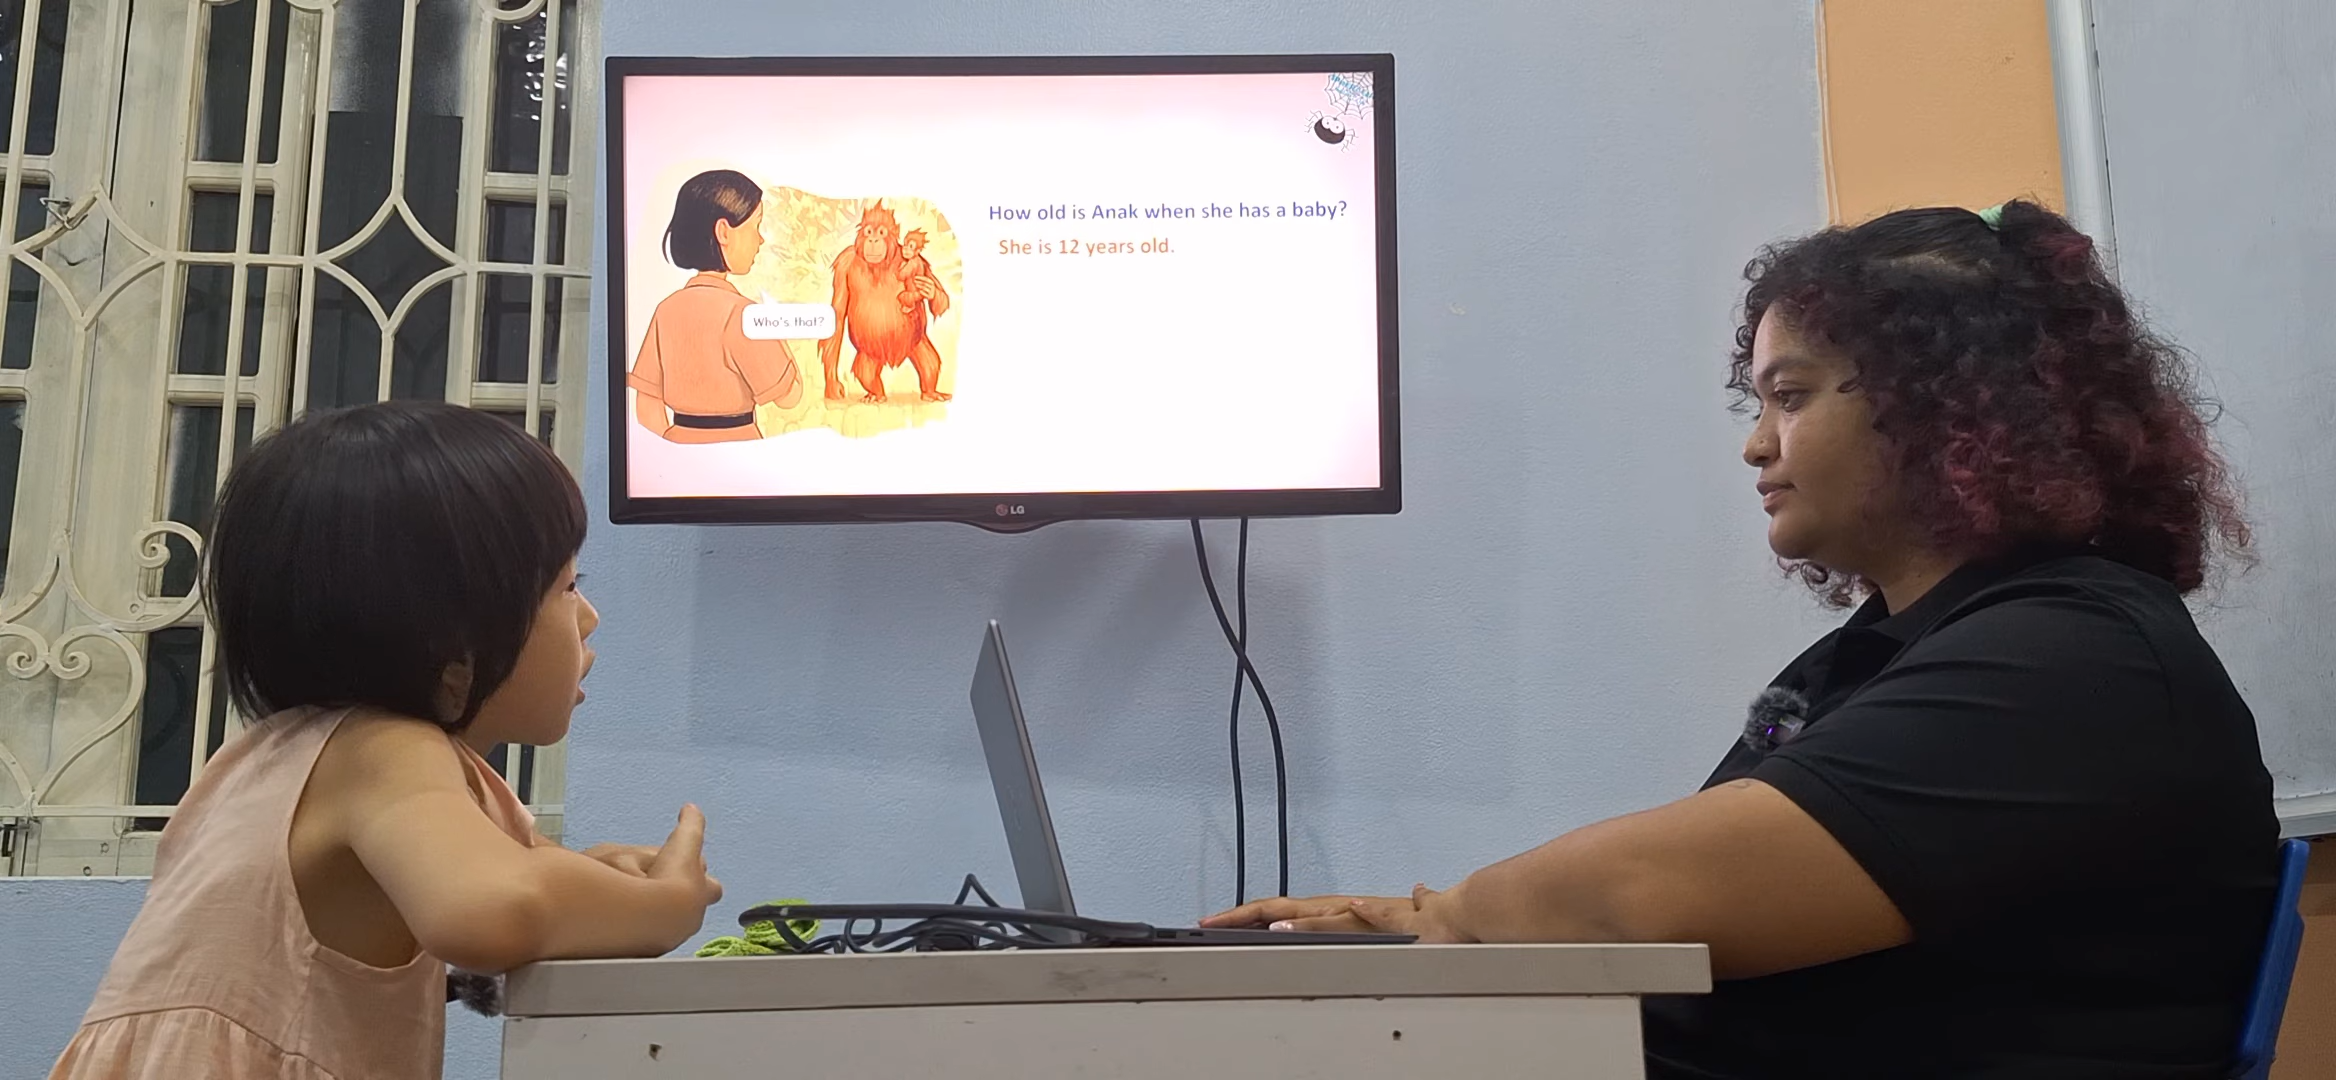 How old is Anak when she has a baby?
She is 12 years old.
Who's that?
LG